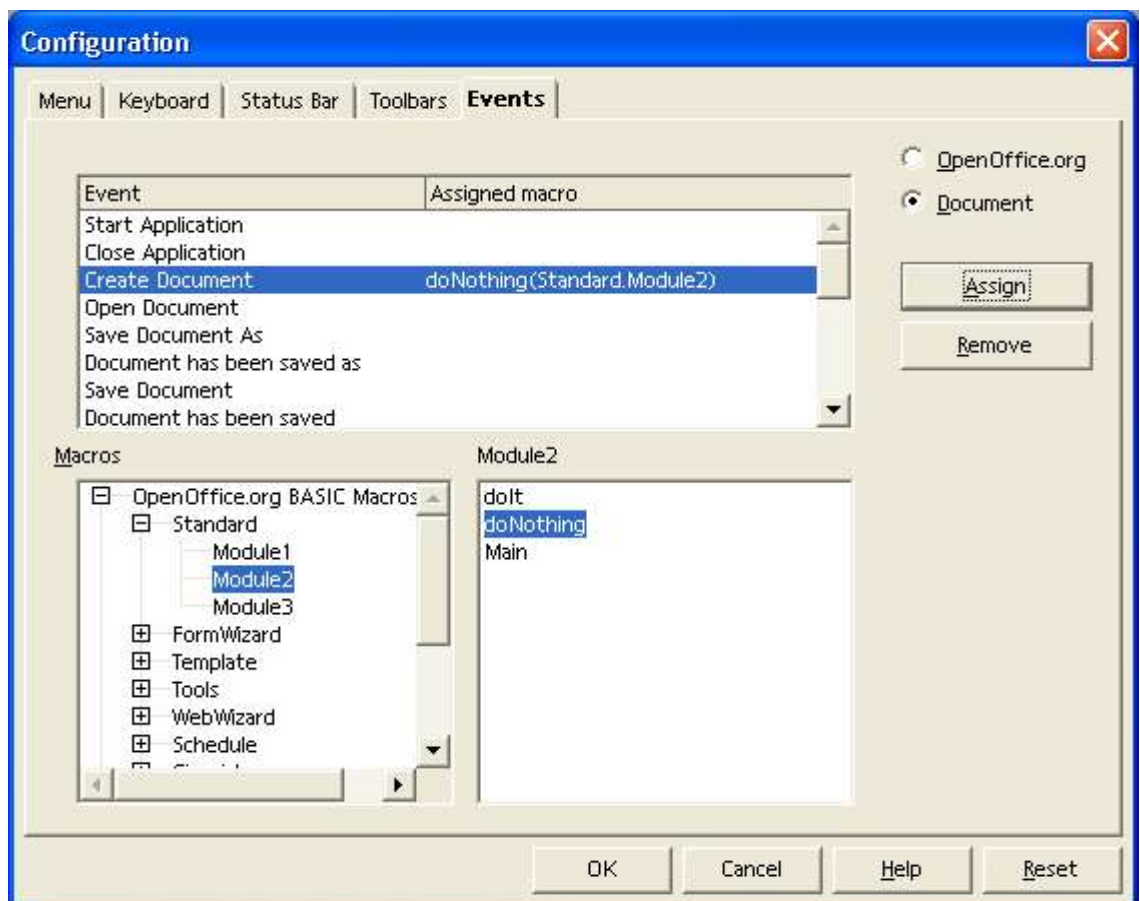 Configuration
Menu Keyboard Status Bar Toolbars Events
OpenOffice.org
Document
Event Assigned macro
Start Application
Close Application
Create Document doNothing(Standard.Module2)
Open Document
Save Document As
Document has been saved as
Save Document
Document has been saved
Assign
Remove
Macros
OpenOffice.org BASIC Macros
Standard
Module1
Module2
Module3
FormWizard
Template
Tools
WebWizard
Schedule
Module2
doIt
doNothing
Main
OK Cancel Help Reset